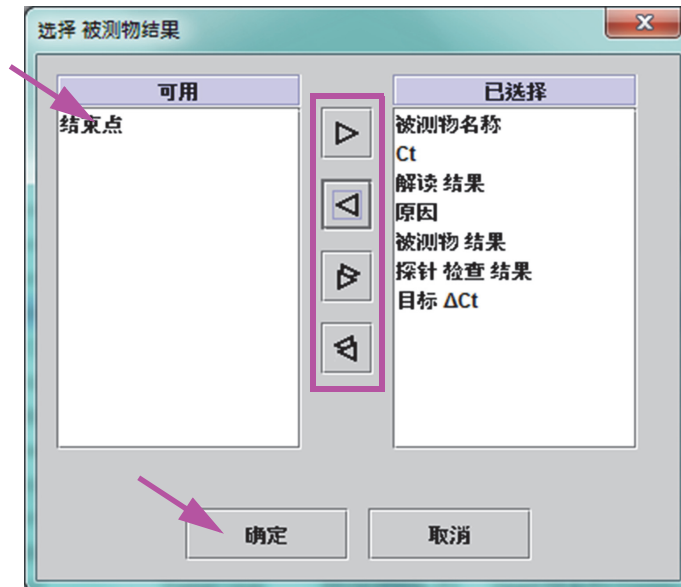 选择 被测物结果
可用
结束点
已选择
被测物名称
Ct
解读 结果
原因
被测物 结果
探针 检查 结果
目标 ΔCt
确定
取消